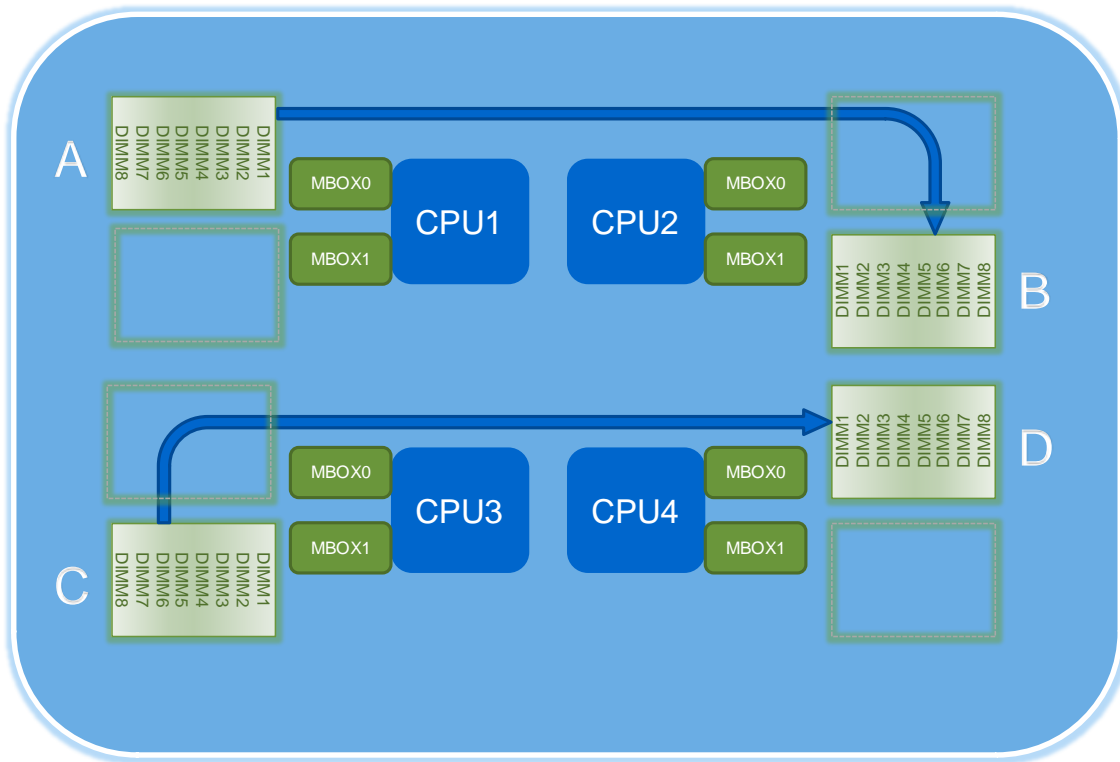 A
DIMM8
DIMM7
DIMM6
DIMM5
DIMM4
DIMM3
DIMM2
DIMM1
MBOX0
MBOX1
CPU1
CPU2
MBOX0
MBOX1
DIMM1
DIMM2
DIMM3
DIMM4
DIMM5
DIMM6
DIMM7
DIMM8
B
C
DIMM8
DIMM7
DIMM6
DIMM5
DIMM4
DIMM3
DIMM2
DIMM1
MBOX0
MBOX1
CPU3
CPU4
MBOX0
MBOX1
DIMM1
DIMM2
DIMM3
DIMM4
DIMM5
DIMM6
DIMM7
DIMM8
D